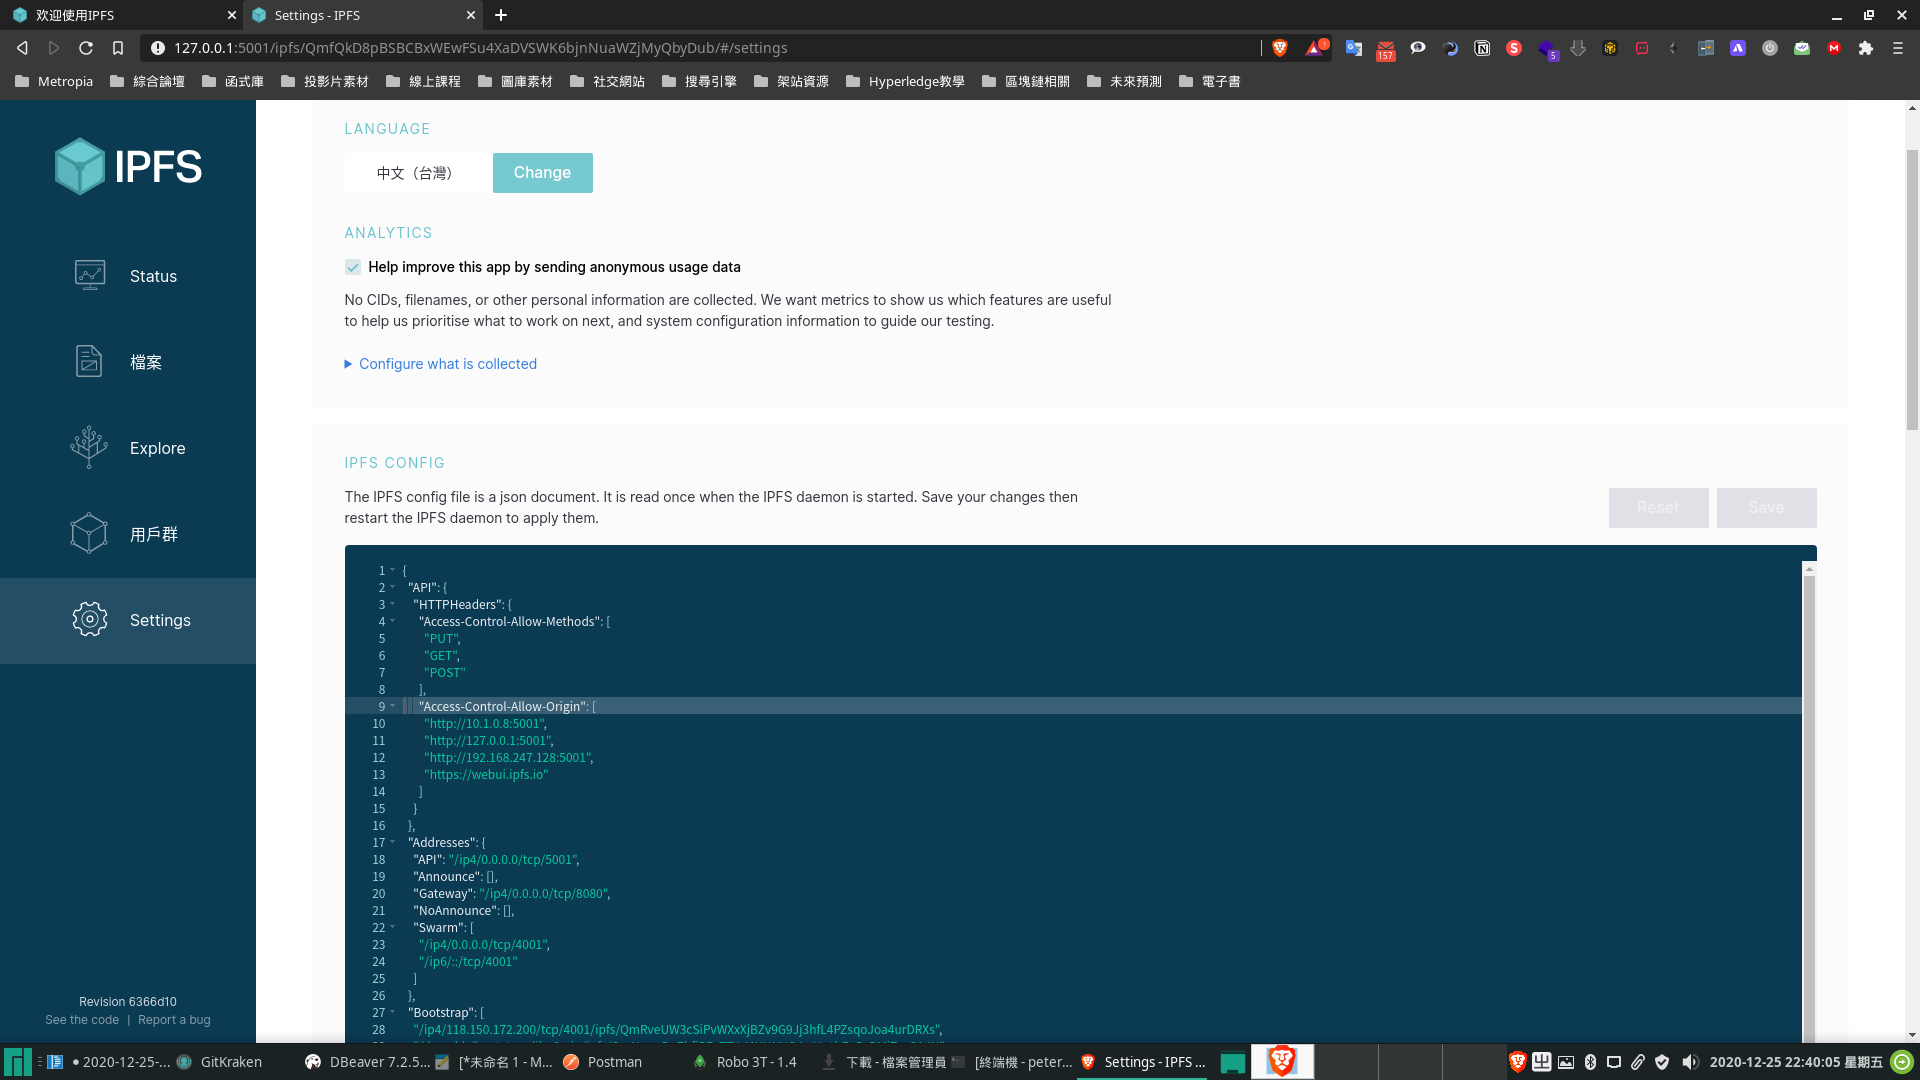 欢迎使用IPFS
Settings - IPFS
127.0.0.1:5001/ipfs/QmfQkD8pBSBCBxWEwFSu4XaDVSWK6bjnNuaWZjMyQbyDub/#/settings
1
157
5
Metropia
綜合論壇
函式庫
投影片素材
線上課程
圖庫素材
社交網站
搜尋引擎
架站資源
Hyperledge教學
區塊鏈相關
未來預測
電子書
IPFS
Status
檔案
Explore
用戶群
Settings
Revision 6366d10
See the code | Report a bug
LANGUAGE
中文（台灣）
Change
ANALYTICS
Help improve this app by sending anonymous usage data
No CIDs, filenames, or other personal information are collected. We want metrics to show us which features are useful
to help us prioritise what to work on next, and system configuration information to guide our testing.
Configure what is collected
IPFS CONFIG
The IPFS config file is a json document. It is read once when the IPFS daemon is started. Save your changes then
restart the IPFS daemon to apply them.
Reset
Save
1 {
2 "API": {
3 "HTTPHeaders": {
4 "Access-Control-Allow-Methods": [
5 "PUT",
6 "GET",
7 "POST"
8 ],
9 "Access-Control-Allow-Origin": [
10 "http://10.1.0.8:5001",
11 "http://127.0.0.1:5001",
12 "http://192.168.247.128:5001",
13 "https://webui.ipfs.io"
14 ]
15 }
16 },
17 "Addresses": {
18 "API": "/ip4/0.0.0.0/tcp/5001",
19 "Announce": [],
20 "Gateway": "/ip4/0.0.0.0/tcp/8080",
21 "NoAnnounce": [],
22 "Swarm": [
23 "/ip4/0.0.0.0/tcp/4001",
24 "/ip6/::/tcp/4001"
25 ]
26 },
27 "Bootstrap": [
28 "/ip4/118.150.172.200/tcp/4001/ipfs/QmRveUW3cSiPvWXxXjBZv9G9Jj3hfL4PZsqoJoa4urDRXs",
● 2020-12-25-...
GitKraken
DBeaver 7.2.5...
[*未命名 1 - M...
Postman
Robo 3T - 1.4
下載 - 檔案管理員
[終端機 - peter...
Settings - IPFS ...
2020-12-25 22:40:05 星期五